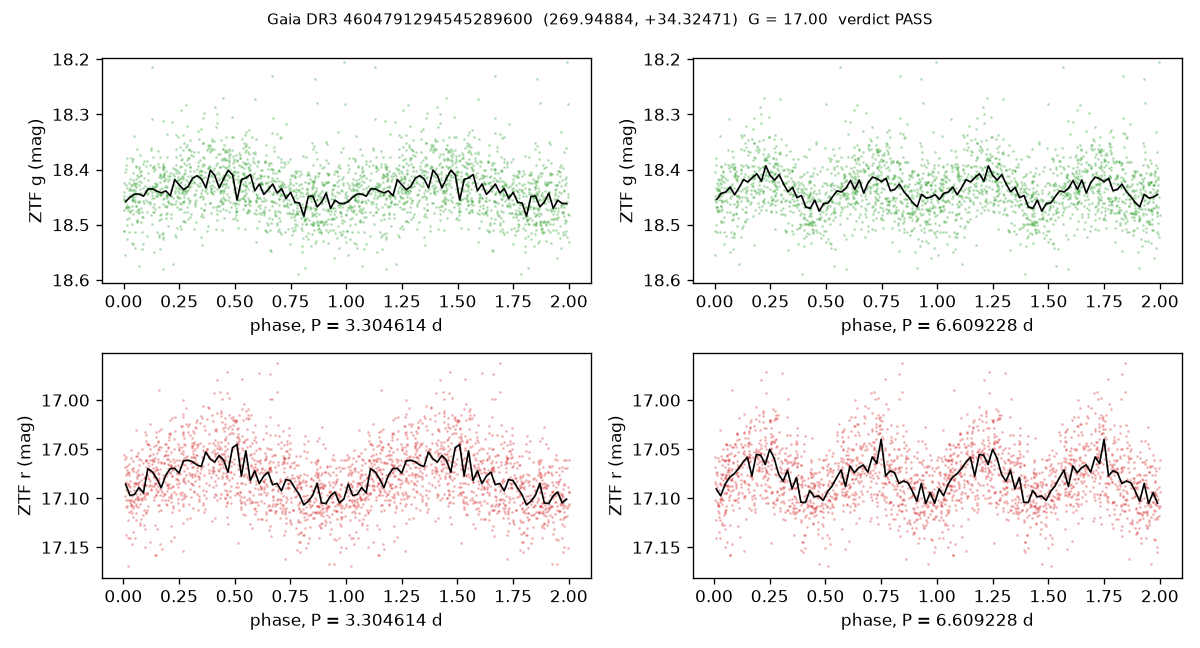 Gaia DR3 4604791294545289600 (269.94884, +34.32471) G = 17.00 verdict PASS
18.2
18.3
18.4
18.5
18.6
ZTF g (mag)
0.00 0.25 0.50 0.75 1.00 1.25 1.50 1.75 2.00
phase, P = 3.304614 d
18.2
18.3
18.4
18.5
18.6
ZTF g (mag)
0.00 0.25 0.50 0.75 1.00 1.25 1.50 1.75 2.00
phase, P = 6.609228 d
17.00
17.05
17.10
17.15
ZTF r (mag)
0.00 0.25 0.50 0.75 1.00 1.25 1.50 1.75 2.00
phase, P = 3.304614 d
17.00
17.05
17.10
17.15
ZTF r (mag)
0.00 0.25 0.50 0.75 1.00 1.25 1.50 1.75 2.00
phase, P = 6.609228 d